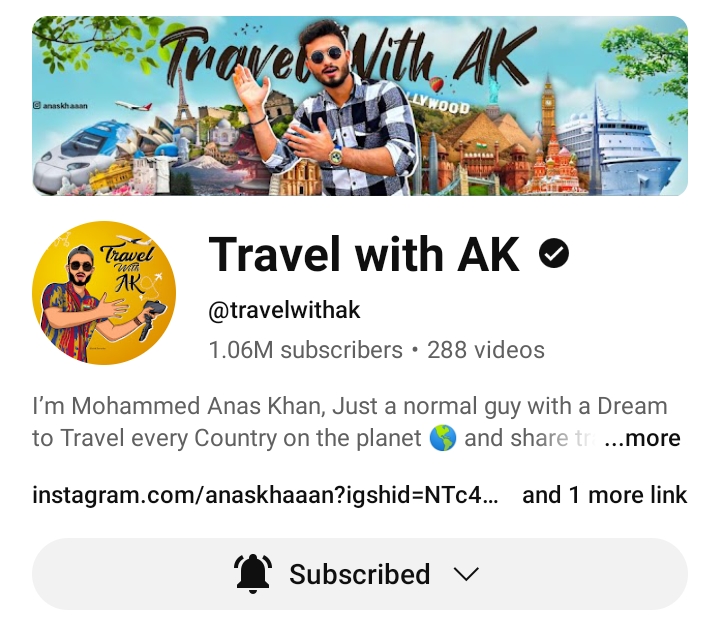 Travel With AK
anaskhaaan
LLYWOOD
Travel
With
AK
Travel with AK
@travelwithak
1.06M subscribers • 288 videos
I'm Mohammed Anas Khan, Just a normal guy with a Dream
to Travel every Country on the planet 🌎 and share tr ...more
instagram.com/anaskhaaan?igshid=NTc4... and 1 more link
Subscribed